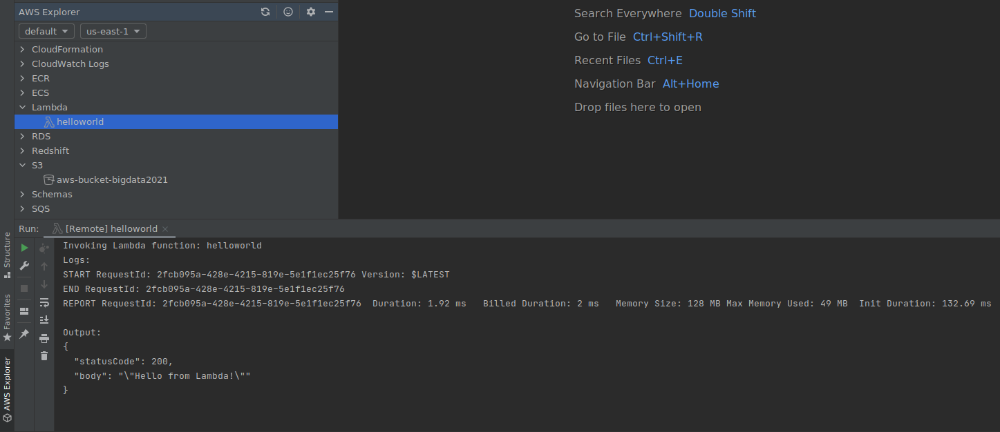 AWS Explorer
default
us-east-1
CloudFormation
CloudWatch Logs
ECR
ECS
Lambda
helloworld
RDS
Redshift
S3
aws-bucket-bigdata2021
Schemas
SQS
Search Everywhere Double Shift
Go to File Ctrl+Shift+R
Recent Files Ctrl+E
Navigation Bar Alt+Home
Drop files here to open
Structure
Favorites
AWS Explorer
Run: [Remote] helloworld
Invoking Lambda function: helloworld
Logs:
START RequestId: 2fcb095a-428e-4215-819e-5e1f1ec25f76 Version: $LATEST
END RequestId: 2fcb095a-428e-4215-819e-5e1f1ec25f76
REPORT RequestId: 2fcb095a-428e-4215-819e-5e1f1ec25f76  Duration: 1.92 ms   Billed Duration: 2 ms   Memory Size: 128 MB Max Memory Used: 49 MB  Init Duration: 132.69 ms
Output:
{
  "statusCode": 200,
  "body": "\"Hello from Lambda!\""
}